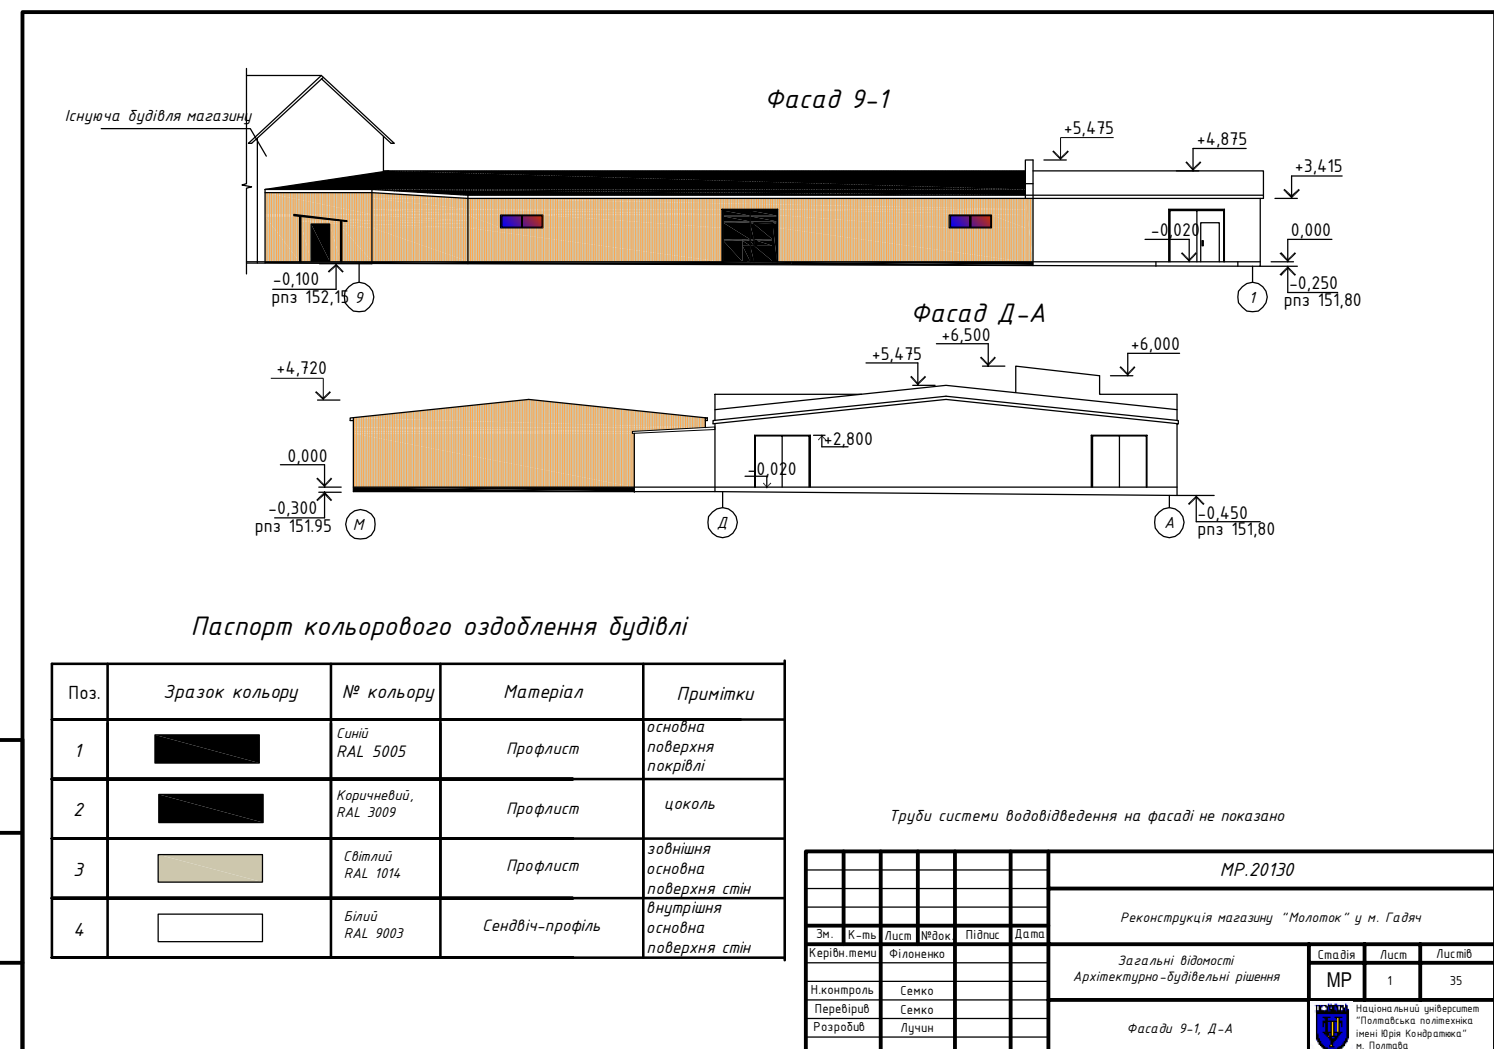 Фасад 9-1
Існуюча будівля магазину
+5,475
+4,875
+3,415
-0,020
0,000
-0,100
рпз 152,15
9
1
-0,250
рпз 151,80
Фасад Д-А
+6,500
+5,475
+6,000
+4,720
+2,800
0,000
-0,020
-0,300
рпз 151.95
М
Д
А
-0,450
рпз 151,80
Паспорт кольорового оздоблення будівлі
Поз.
Зразок кольору
№ кольору
Матеріал
Примітки
1
Синій
RAL 5005
Профлист
основна
поверхня
покрівлі
2
Коричневий,
RAL 3009
Профлист
цоколь
3
Світлий
RAL 1014
Профлист
зовнішня
основна
поверхня стін
4
Білий
RAL 9003
Сендвіч-профіль
внутрішня
основна
поверхня стін
Труби системи водовідведення на фасаді не показано
МР.20130
Реконструкція магазину "Молоток" у м. Гадяч
Зм.
К-ть
Лист
№док
Підпис
Дата
Керівн.теми
Філоненко
Н.контроль
Семко
Перевірив
Семко
Розробив
Лучин
Загальні відомості
Архітектурно-будівельні рішення
Стадія
Лист
Листів
МР
1
35
Фасади 9-1, Д-А
Національний університет
"Полтавська політехніка
імені Юрія Кондратюка"
м. Полтава